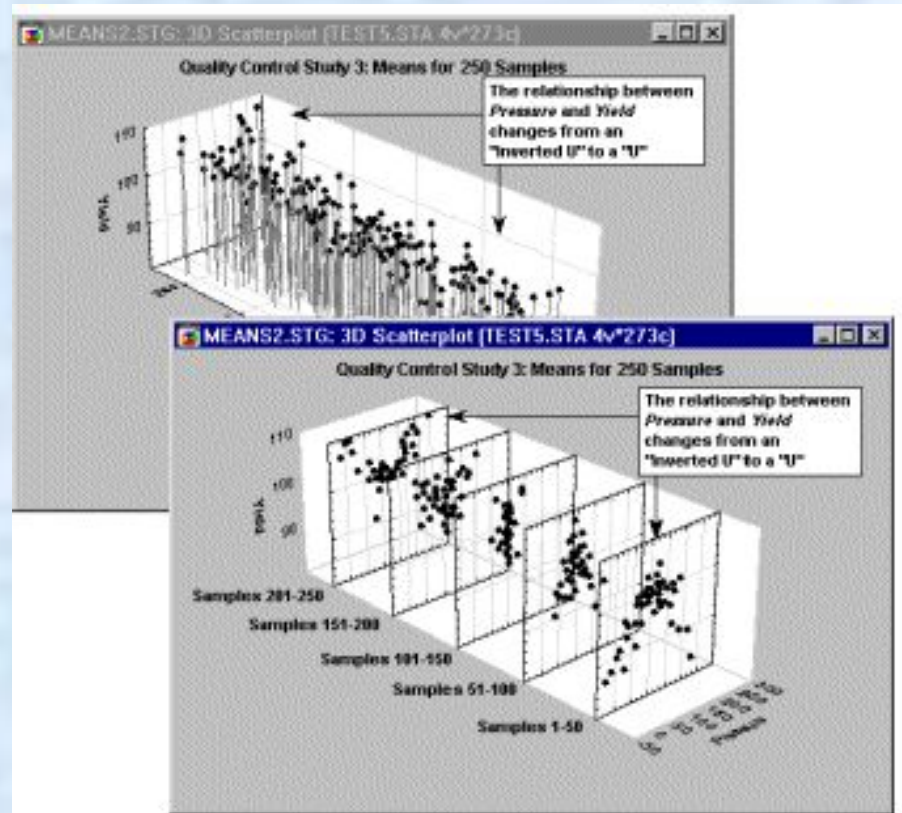 MEANS2.STG: 3D Scatterplot (TEST5.STA 4v*273c)
Quality Control Study 3: Means for 250 Samples
The relationship between
Pressure and Yield
changes from an
"Inverted U" to a "U"
110
100
90
Yield
MEANS2.STG: 3D Scatterplot (TEST5.STA 4v*273c)
Quality Control Study 3: Means for 250 Samples
The relationship between
Pressure and Yield
changes from an
"Inverted U" to a "U"
110
100
90
Yield
Samples 201-250
Samples 151-200
Samples 101-150
Samples 51-100
Samples 1-50
Pressure